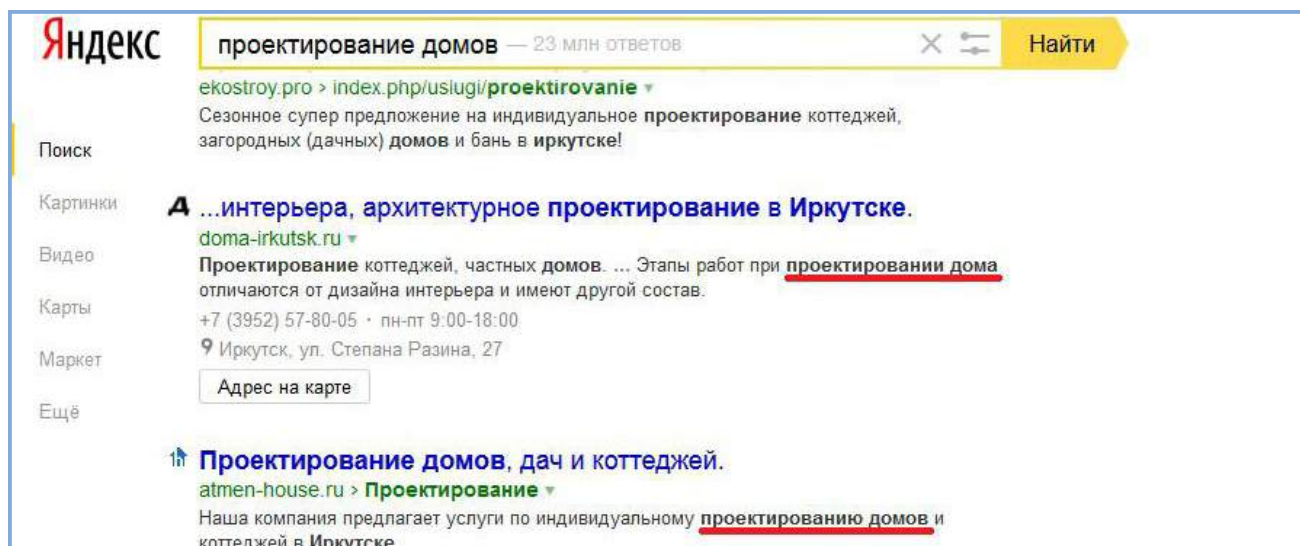 Яндекс
проектирование домов — 23 млн ответов
Найти
ekostroy.pro › index.php/uslugi/proektirovanie
Сезонное супер предложение на индивидуальное проектирование коттеджей,
загородных (дачных) домов и бань в иркутске!
Поиск
Картинки
Видео
Карты
Маркет
Ещё
...интерьера, архитектурное проектирование в Иркутске.
doma-irkutsk.ru
Проектирование коттеджей, частных домов. ... Этапы работ при проектировании дома
отличаются от дизайна интерьера и имеют другой состав.
+7 (3952) 57-80-05 · пн-пт 9:00-18:00
Иркутск, ул. Степана Разина, 27
Адрес на карте
Проектирование домов, дач и коттеджей.
atmen-house.ru › Проектирование
Наша компания предлагает услуги по индивидуальному проектированию домов и
коттеджей в Иркутске